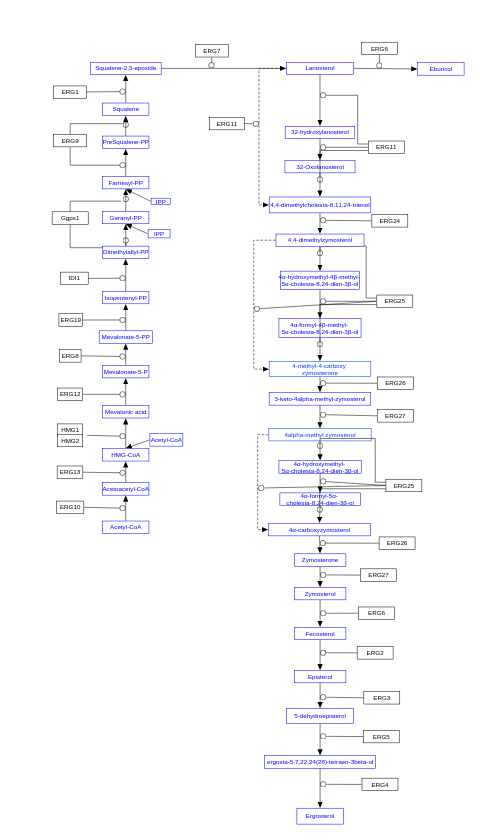 ERG7
ERG6
Squalene-2,3-epoxide
Lanosterol
Eburicol
ERG1
Squalene
ERG11
32-hydroxylanosterol
ERG9
PreSqualene-PP
ERG11
32-Oxolanosterol
Farnesyl-PP
IPP
4,4-dimethylcholesta-8,11,24-trienol
Ggps1
Geranyl-PP
ERG24
IPP
4,4-dimethylzymosterol
Dimethylallyl-PP
IDI1
4α-hydroxymethyl-4β-methyl-
5α-cholesta-8,24-dien-3β-ol
Isopentenyl-PP
ERG25
ERG19
4α-formyl-4β-methyl-
5α-cholesta-8,24-dien-3β-ol
Mevalonate-5-PP
ERG8
4-methyl-4-carboxy
zymosterone
Mevalonate-5-P
ERG26
ERG12
3-keto-4alpha-methyl-zymosterol
Mevalonic acid
ERG27
HMG1
HMG2
4alpha-methyl zymosterol
Acetyl-CoA
HMG-CoA
4α-hydroxymethyl-
5α-cholesta-8,24-dien-3β-ol
ERG13
ERG25
Acetoacetyl-CoA
4α-formyl-5α-
cholesta-8,24-dien-3β-ol
ERG10
Acetyl-CoA
4α-carboxyzymosterol
ERG26
Zymosterone
ERG27
Zymosterol
ERG6
Fecosterol
ERG2
Episterol
ERG3
5-dehydroepisterol
ERG5
ergosta-5,7,22,24(28)-tetraen-3beta-ol
ERG4
Ergosterol